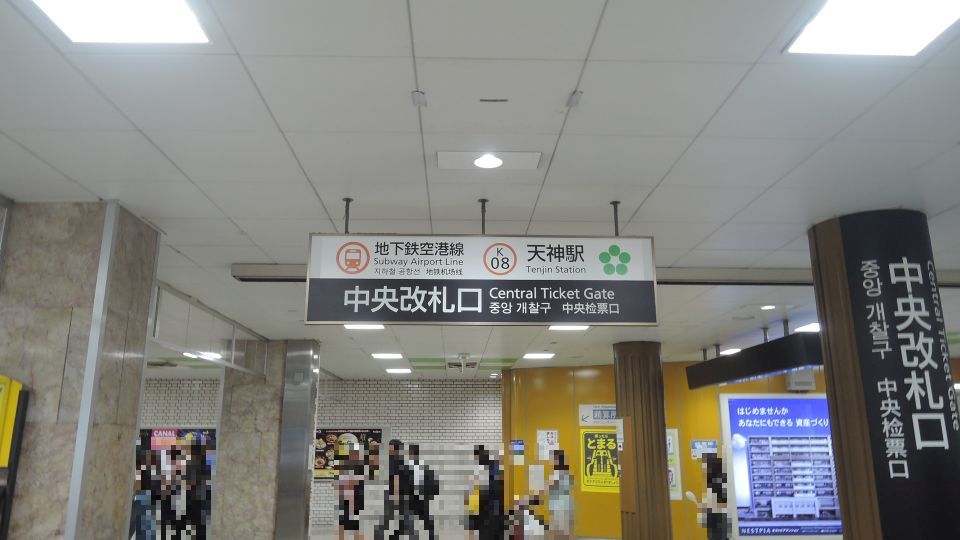 地下鉄空港線
Subway Airport Line
지하철 공항선 地铁机场线
K
08
天神駅
Tenjin Station
中央改札口
Central Ticket Gate
중앙 개찰구 中央检票口
中央改札口
Central Ticket Gate
중앙 개찰구 中央检票口
CANAL
とまる
はじめませんか
あなたにもできる 資産づくり